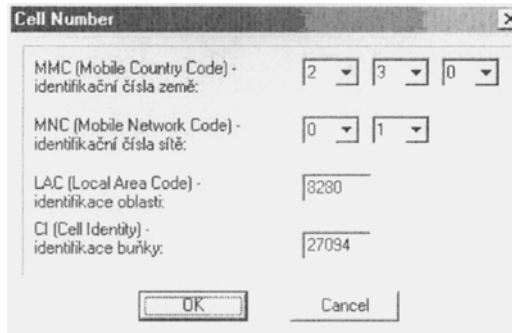 Cell Number
MMC (Mobile Country Code) - 2 3 0
identifikační čísla země:
MNC (Mobile Network Code) - 0 1
identifikační čísla sítě:
LAC (Local Area Code) - 8280
identifikace oblasti:
CI (Cell Identity) -
identifikace buňky: 27094
OK Cancel